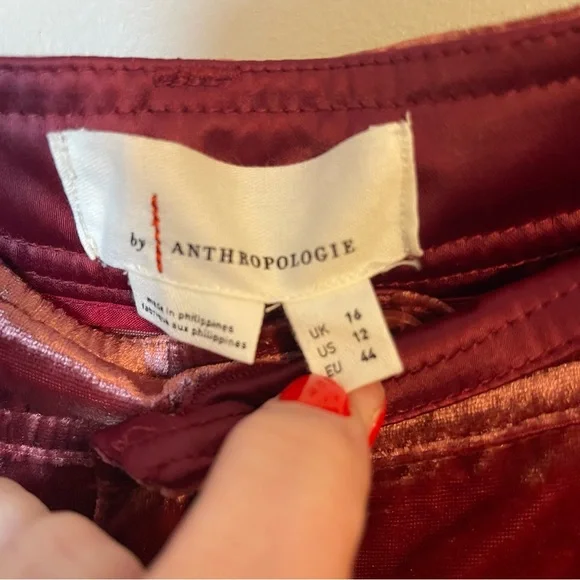 by ANTHROPOLOGIE
made in philippines
fabriqué aux philippines
UK 16
US 12
EU 44